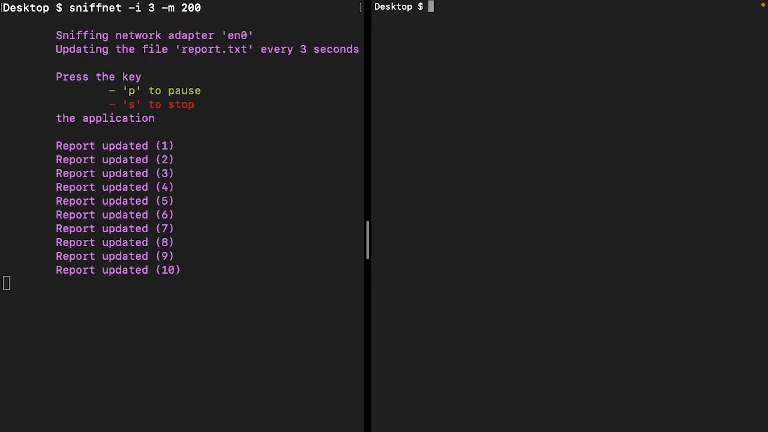 Desktop $ sniffnet -i 3 -m 200
Sniffing network adapter 'en0'
Updating the file 'report.txt' every 3 seconds
Press the key
- 'p' to pause
- 's' to stop
the application
Report updated (1)
Report updated (2)
Report updated (3)
Report updated (4)
Report updated (5)
Report updated (6)
Report updated (7)
Report updated (8)
Report updated (9)
Report updated (10)
Desktop $